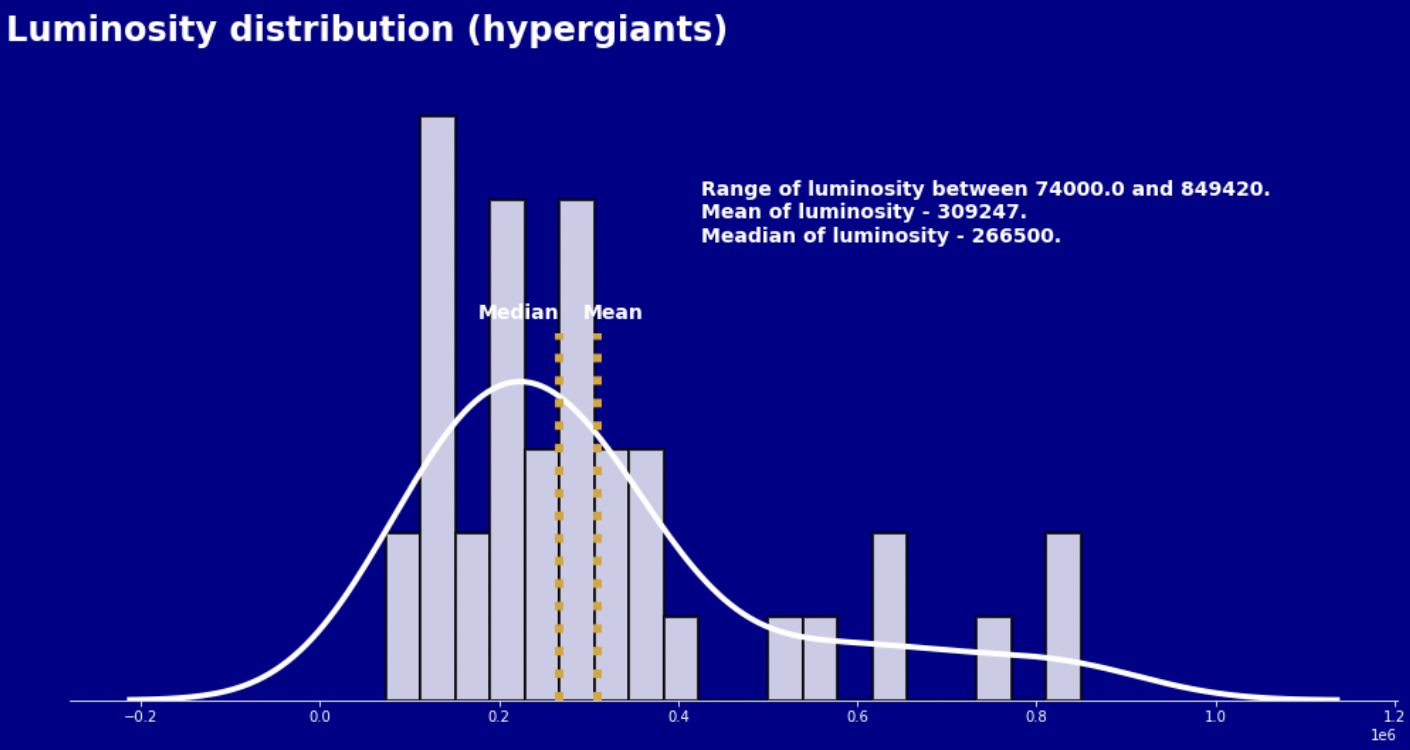 Luminosity distribution (hypergiants)
Range of luminosity between 74000.0 and 849420.
Mean of luminosity - 309247.
Meadian of luminosity - 266500.
Median Mean
−0.2 0.0 0.2 0.4 0.6 0.8 1.0 1.2
1e6